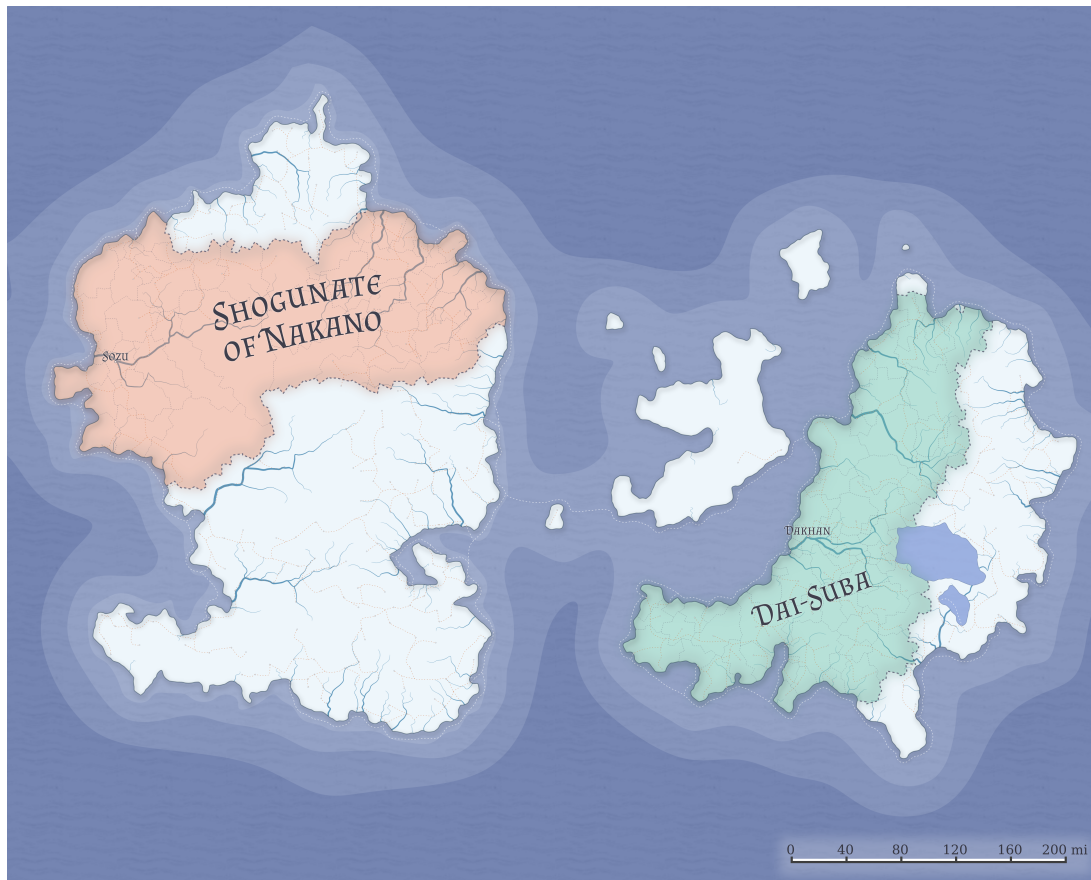 SHOGUNATE
OF NAKANO
SOZU
DAKHAN
DAI-SUBA
0 40 80 120 160 200 mi